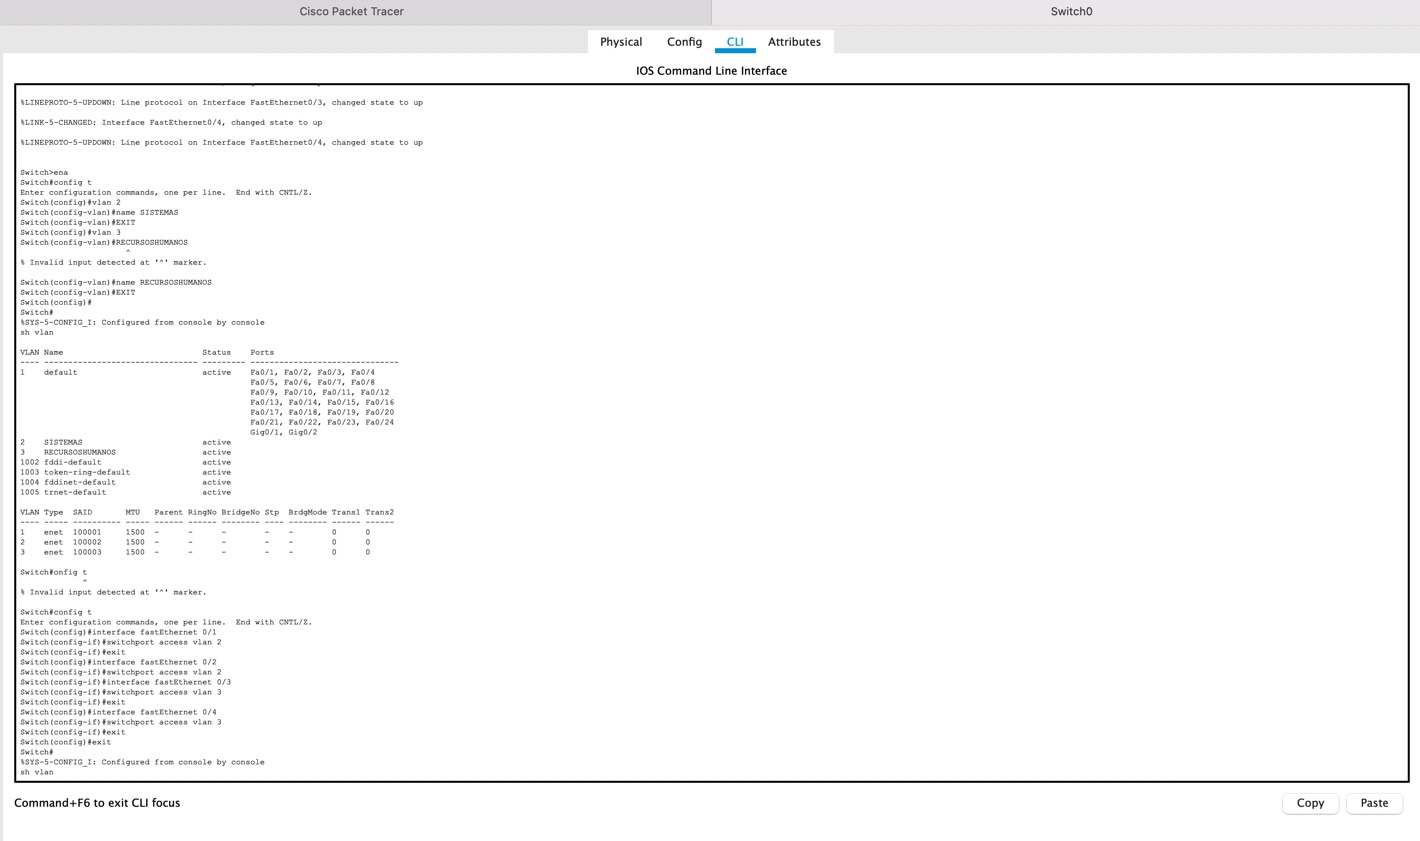 Cisco Packet Tracer
Switch0
Physical Config CLI Attributes
IOS Command Line Interface
%LINEPROTO-5-UPDOWN: Line protocol on Interface FastEthernet0/3, changed state to up
%LINK-5-CHANGED: Interface FastEthernet0/4, changed state to up
%LINEPROTO-5-UPDOWN: Line protocol on Interface FastEthernet0/4, changed state to up
Switch>ena
Switch#config t
Enter configuration commands, one per line.  End with CNTL/Z.
Switch(config)#vlan 2
Switch(config-vlan)#name SISTEMAS
Switch(config-vlan)#EXIT
Switch(config)#vlan 3
Switch(config-vlan)#RECURSOSHUMANOS
^
% Invalid input detected at '^' marker.
Switch(config-vlan)#name RECURSOSHUMANOS
Switch(config-vlan)#EXIT
Switch(config)#
Switch#
%SYS-5-CONFIG_I: Configured from console by console
sh vlan
VLAN Name                             Status    Ports
---- -------------------------------- --------- -------------------------------
1    default                          active    Fa0/1, Fa0/2, Fa0/3, Fa0/4
Fa0/5, Fa0/6, Fa0/7, Fa0/8
Fa0/9, Fa0/10, Fa0/11, Fa0/12
Fa0/13, Fa0/14, Fa0/15, Fa0/16
Fa0/17, Fa0/18, Fa0/19, Fa0/20
Fa0/21, Fa0/22, Fa0/23, Fa0/24
Gig0/1, Gig0/2
2    SISTEMAS                         active
3    RECURSOSHUMANOS                  active
1002 fddi-default                     active
1003 token-ring-default               active
1004 fddinet-default                  active
1005 trnet-default                    active
VLAN Type  SAID       MTU   Parent RingNo BridgeNo Stp  BrdgMode Trans1 Trans2
---- ----- ---------- ----- ------ ------ -------- ---- -------- ------ ------
1    enet  100001     1500  -      -      -        -    -        0      0
2    enet  100002     1500  -      -      -        -    -        0      0
3    enet  100003     1500  -      -      -        -    -        0      0
Switch#onfig t
^
% Invalid input detected at '^' marker.
Switch#config t
Enter configuration commands, one per line.  End with CNTL/Z.
Switch(config)#interface fastEthernet 0/1
Switch(config-if)#switchport access vlan 2
Switch(config-if)#exit
Switch(config)#interface fastEthernet 0/2
Switch(config-if)#switchport access vlan 2
Switch(config-if)#interface fastEthernet 0/3
Switch(config-if)#switchport access vlan 3
Switch(config-if)#exit
Switch(config)#interface fastEthernet 0/4
Switch(config-if)#switchport access vlan 3
Switch(config-if)#exit
Switch(config)#exit
Switch#
%SYS-5-CONFIG_I: Configured from console by console
sh vlan
Command+F6 to exit CLI focus
Copy Paste